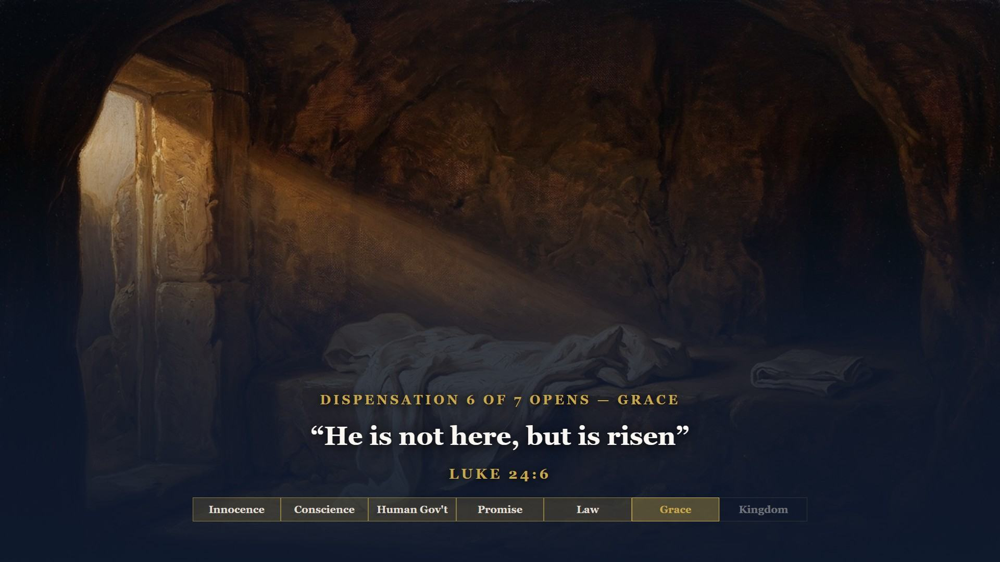 DISPENSATION 6 OF 7 OPENS — GRACE
“He is not here, but is risen”
LUKE 24:6
Innocence Conscience Human Gov't Promise Law Grace Kingdom